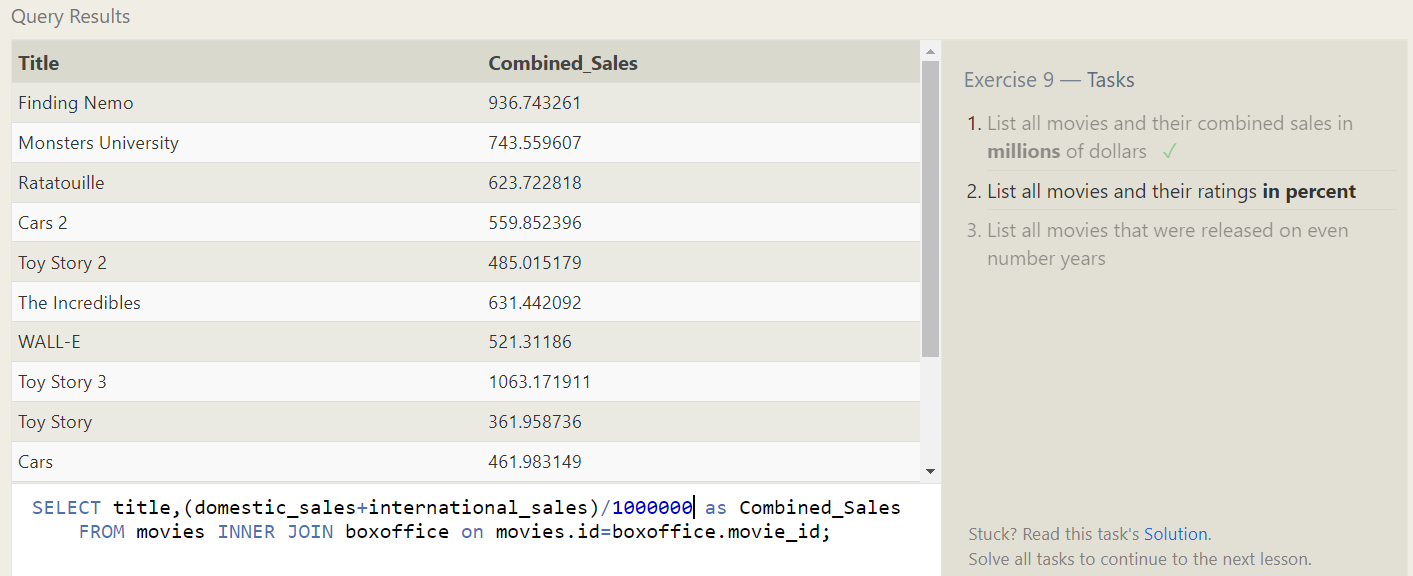 Query Results
Title Combined_Sales
Finding Nemo 936.743261
Monsters University 743.559607
Ratatouille 623.722818
Cars 2 559.852396
Toy Story 2 485.015179
The Incredibles 631.442092
WALL-E 521.31186
Toy Story 3 1063.171911
Toy Story 361.958736
Cars 461.983149
SELECT title,(domestic_sales+international_sales)/1000000 as Combined_Sales
FROM movies INNER JOIN boxoffice on movies.id=boxoffice.movie_id;
Exercise 9 — Tasks
1. List all movies and their combined sales in
millions of dollars ✓
2. List all movies and their ratings in percent
3. List all movies that were released on even
number years
Stuck? Read this task's Solution.
Solve all tasks to continue to the next lesson.